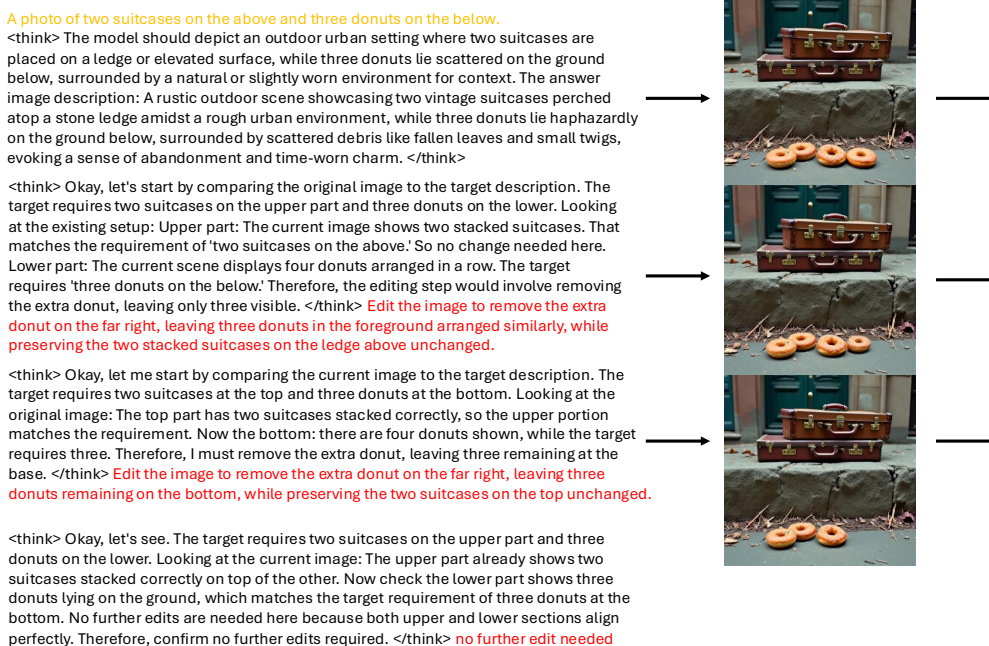 A photo of two suitcases on the above and three donuts on the below.
<think> The model should depict an outdoor urban setting where two suitcases are
placed on a ledge or elevated surface, while three donuts lie scattered on the ground
below, surrounded by a natural or slightly worn environment for context. The answer
image description: A rustic outdoor scene showcasing two vintage suitcases perched
atop a stone ledge amidst a rough urban environment, while three donuts lie haphazardly
on the ground below, surrounded by scattered debris like fallen leaves and small twigs,
evoking a sense of abandonment and time-worn charm. </think>
<think> Okay, let's start by comparing the original image to the target description. The
target requires two suitcases on the upper part and three donuts on the lower. Looking
at the existing setup: Upper part: The current image shows two stacked suitcases. That
matches the requirement of 'two suitcases on the above.' So no change needed here.
Lower part: The current scene displays four donuts arranged in a row. The target
requires 'three donuts on the below.' Therefore, the editing step would involve removing
the extra donut, leaving only three visible. </think> Edit the image to remove the extra
donut on the far right, leaving three donuts in the foreground arranged similarly, while
preserving the two stacked suitcases on the ledge above unchanged.
<think> Okay, let me start by comparing the current image to the target description. The
target requires two suitcases at the top and three donuts at the bottom. Looking at the
original image: The top part has two suitcases stacked correctly, so the upper portion
matches the requirement. Now the bottom: there are four donuts shown, while the target
requires three. Therefore, I must remove the extra donut, leaving three remaining at the
base. </think> Edit the image to remove the extra donut on the far right, leaving three
donuts remaining on the bottom, while preserving the two suitcases on the top unchanged.
<think> Okay, let's see. The target requires two suitcases on the upper part and three
donuts on the lower. Looking at the current image: The upper part already shows two
suitcases stacked correctly on top of the other. Now check the lower part shows three
donuts lying on the ground, which matches the target requirement of three donuts at the
bottom. No further edits are needed here because both upper and lower sections align
perfectly. Therefore, confirm no further edits required. </think> no further edit needed